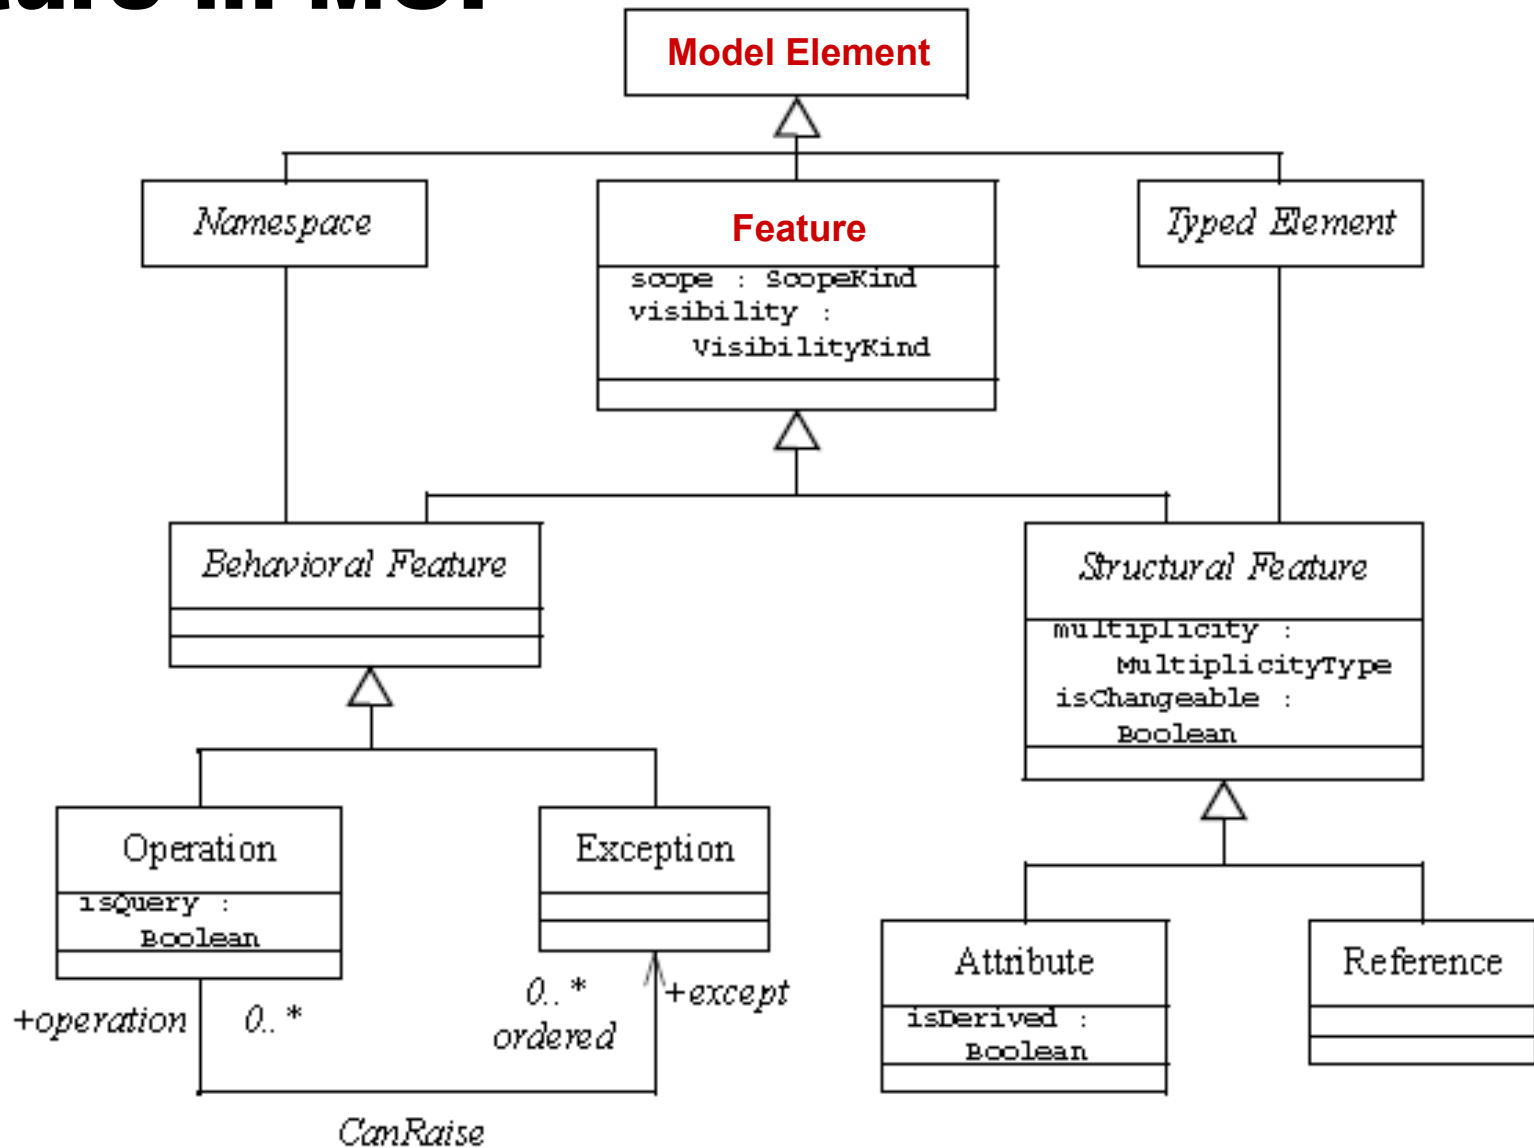 Model Element
Namespace
Feature
Typed Element
scope : ScopeKind
visibility :
VisibilityKind
Behavioral Feature
Structural Feature
multiplicity :
MultiplicityType
isChangeable :
Boolean
Operation
Exception
isQuery :
Boolean
Attribute
Reference
isDerived :
Boolean
+operation
0..*
0..*
ordered
+except
CanRaise